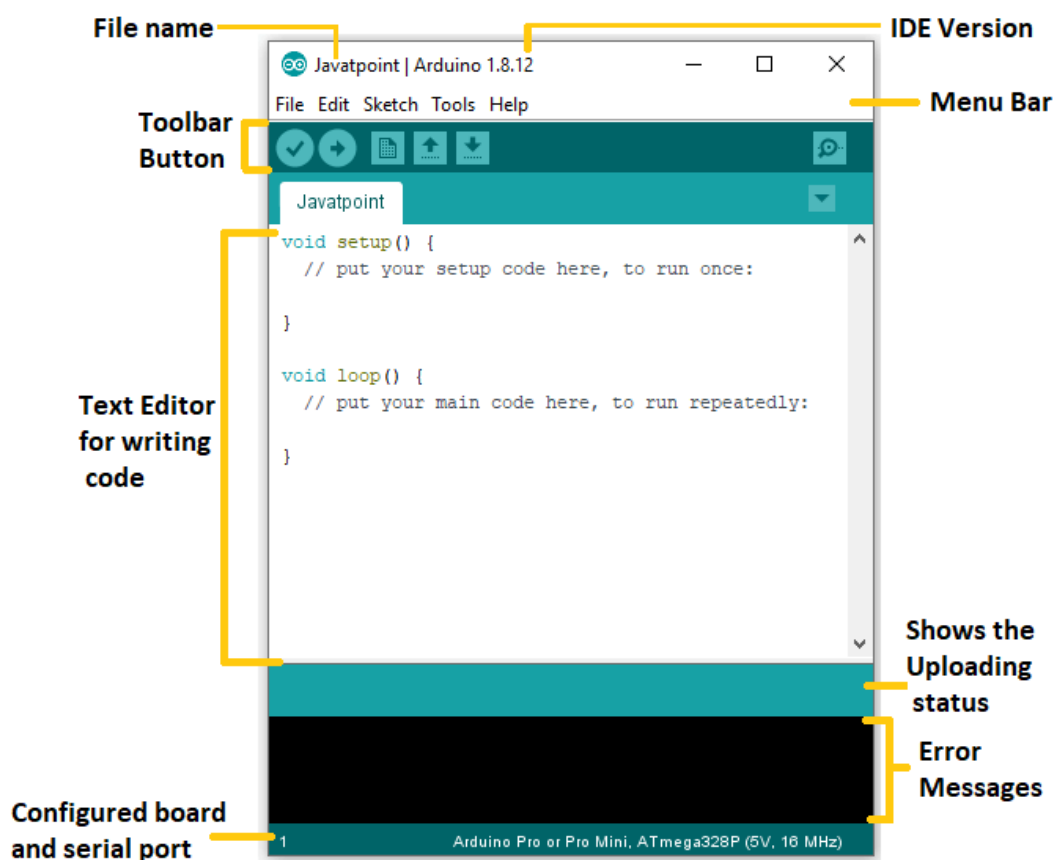 File name
IDE Version
Javatpoint | Arduino 1.8.12
File Edit Sketch Tools Help
Menu Bar
Toolbar
Button
Javatpoint
void setup() {
// put your setup code here, to run once:
}
void loop() {
// put your main code here, to run repeatedly:
}
Text Editor
for writing
code
Shows the
Uploading
status
Error
Messages
Configured board
and serial port
1
Arduino Pro or Pro Mini, ATmega328P (5V, 16 MHz)